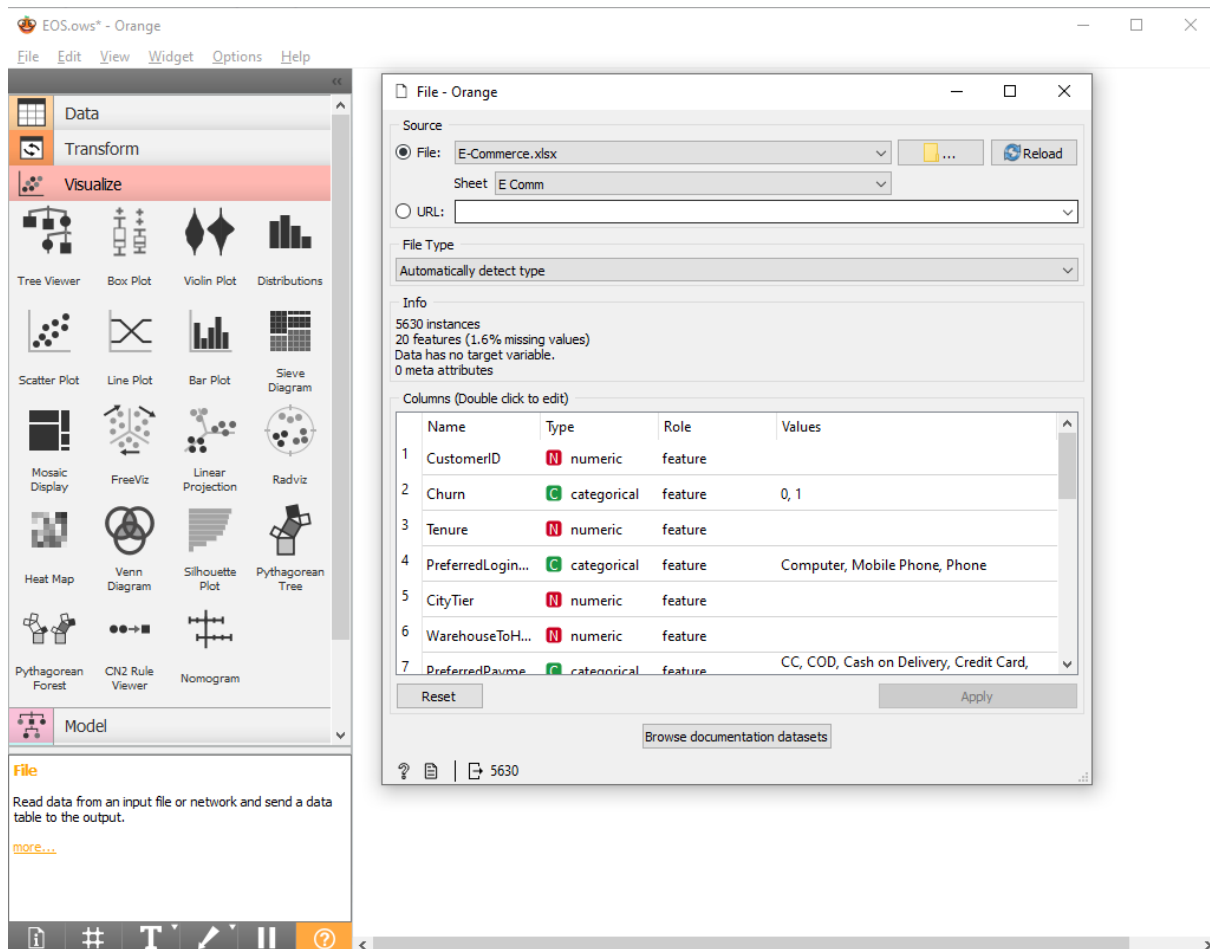 EOS.ows* - Orange
File Edit View Widget Options Help
Data
Transform
Visualize
Tree Viewer Box Plot Violin Plot Distributions
Scatter Plot Line Plot Bar Plot Sieve Diagram
Mosaic Display FreeViz Linear Projection Radviz
Heat Map Venn Diagram Silhouette Plot Pythagorean Tree
Pythagorean Forest CN2 Rule Viewer Nomogram
Model
File
Read data from an input file or network and send a data
table to the output.
more...
File - Orange
Source
File: E-Commerce.xlsx ... Reload
Sheet E Comm
URL:
File Type
Automatically detect type
Info
5630 instances
20 features (1.6% missing values)
Data has no target variable.
0 meta attributes
Columns (Double click to edit)
Name Type Role Values
1 CustomerID N numeric feature
2 Churn C categorical feature 0, 1
3 Tenure N numeric feature
4 PreferredLogin... C categorical feature Computer, Mobile Phone, Phone
5 CityTier N numeric feature
6 WarehouseToH... N numeric feature
7 PreferredPayme C categorical feature CC, COD, Cash on Delivery, Credit Card,
Reset Apply
Browse documentation datasets
? 5630